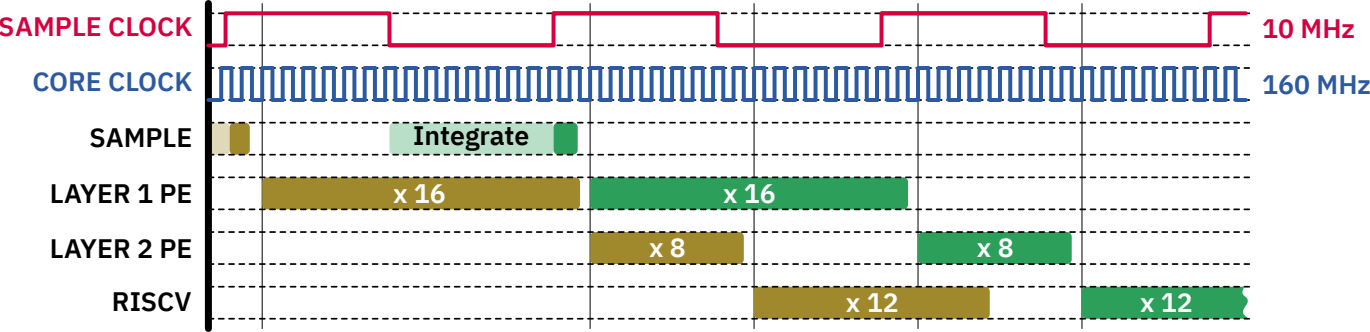 SAMPLE CLOCK
10 MHz
CORE CLOCK
160 MHz
SAMPLE
Integrate
LAYER 1 PE
x 16
x 16
LAYER 2 PE
x 8
x 8
RISCV
x 12
x 12